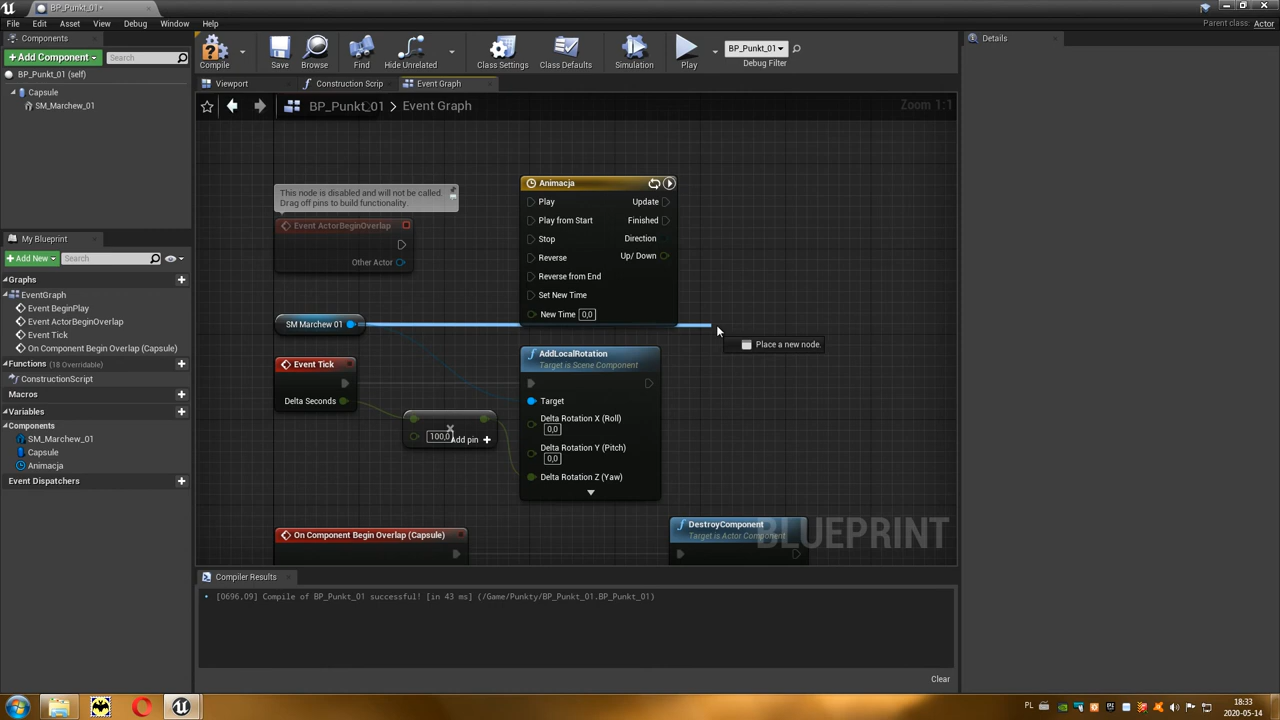 BP_Punkt_01*
File
Edit
Asset
View
Debug
Window
Help
Parent class: Actor
Components
Add Component
Search
BP_Punkt_01 (self)
Capsule
SM_Marchew_01
Compile
Save
Browse
Find
Hide Unrelated
Class Settings
Class Defaults
Simulation
Play
BP_Punkt_01
Debug Filter
Details
Viewport
Construction Scrip
Event Graph
BP_Punkt_01 > Event Graph
Zoom 1:1
My Blueprint
Add New
Search
Graphs
EventGraph
Event BeginPlay
Event ActorBeginOverlap
Event Tick
On Component Begin Overlap (Capsule)
Functions (18 Overridable)
ConstructionScript
Macros
Variables
Components
SM_Marchew_01
Capsule
Animacja
Event Dispatchers
This node is disabled and will not be called.
Drag off pins to build functionality.
Event ActorBeginOverlap
Other Actor
Animacja
Play
Update
Play from Start
Finished
Stop
Direction
Reverse
Up/ Down
Reverse from End
Set New Time
New Time 0,0
SM Marchew 01
Place a new node.
Event Tick
Delta Seconds
100,0
Add pin
AddLocalRotation
Target is Scene Component
Target
Delta Rotation X (Roll)
0,0
Delta Rotation Y (Pitch)
0,0
Delta Rotation Z (Yaw)
On Component Begin Overlap (Capsule)
DestroyComponent
Target is Actor Component
BLUEPRINT
Compiler Results
[0696,09] Compile of BP_Punkt_01 successful! [in 43 ms] (/Game/Punkty/BP_Punkt_01.BP_Punkt_01)
Clear
PL
18:33
2020-05-14